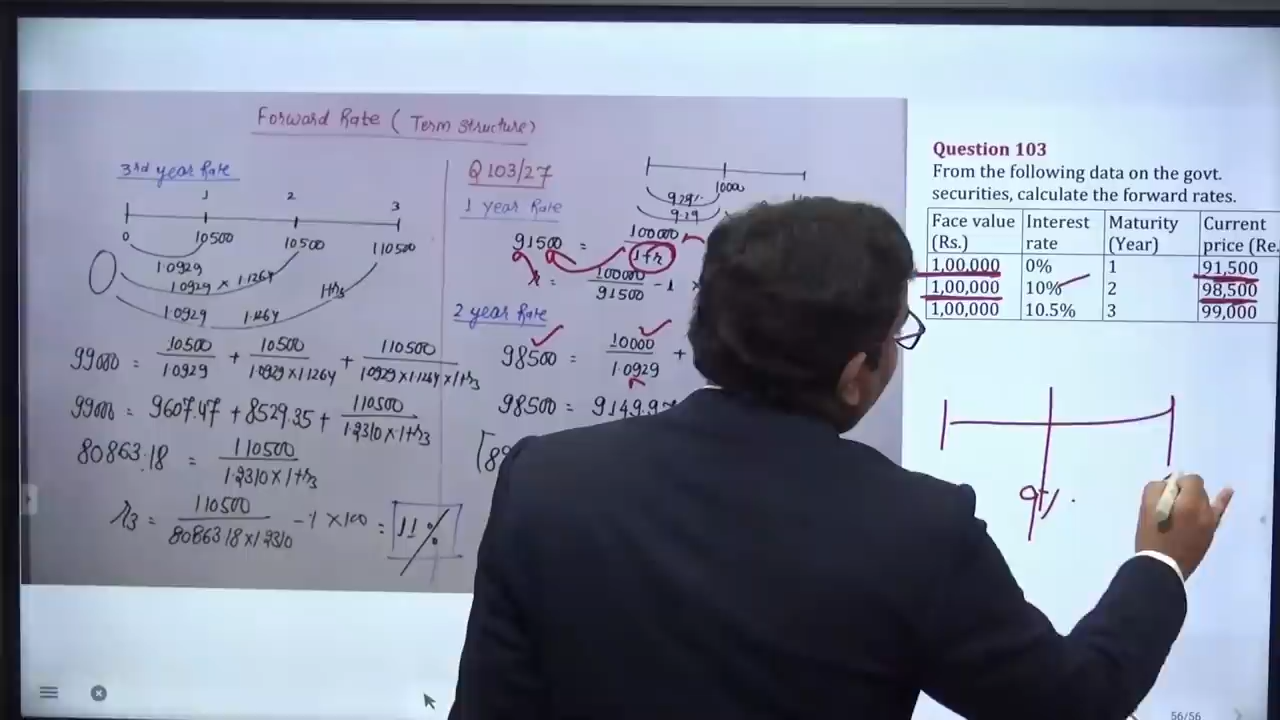 Forward Rate ( Term Structure)
3rd year Rate
1 2 3
0 10500 10500 110500
1.0929
1.0929 × 1.1264
1.0929 1.1264 1+r3
99000 = 10500/1.0929 + 10500/1.0929×1.1264 + 110500/1.0929×1.1264×1+r3
99000 = 9607.47 + 8529.35 + 110500/1.2310×1+r3
80863.18 = 110500/1.2310×1+r3
r3 = 110500/80863.18×1.2310 -1 ×100 = 11%
Q 103/27
1 year Rate
10000
9.29%
9.29
91500 = 100000/1+r
r = 100000/91500 -1
2 year Rate
98500 = 10000/1.0929 +
98500 = 9149.97
Question 103
From the following data on the govt.
securities, calculate the forward rates.
Face value (Rs.) Interest rate Maturity (Year) Current price (Re.
1,00,000 0% 1 91,500
1,00,000 10% 2 98,500
1,00,000 10.5% 3 99,000
9%
56/56